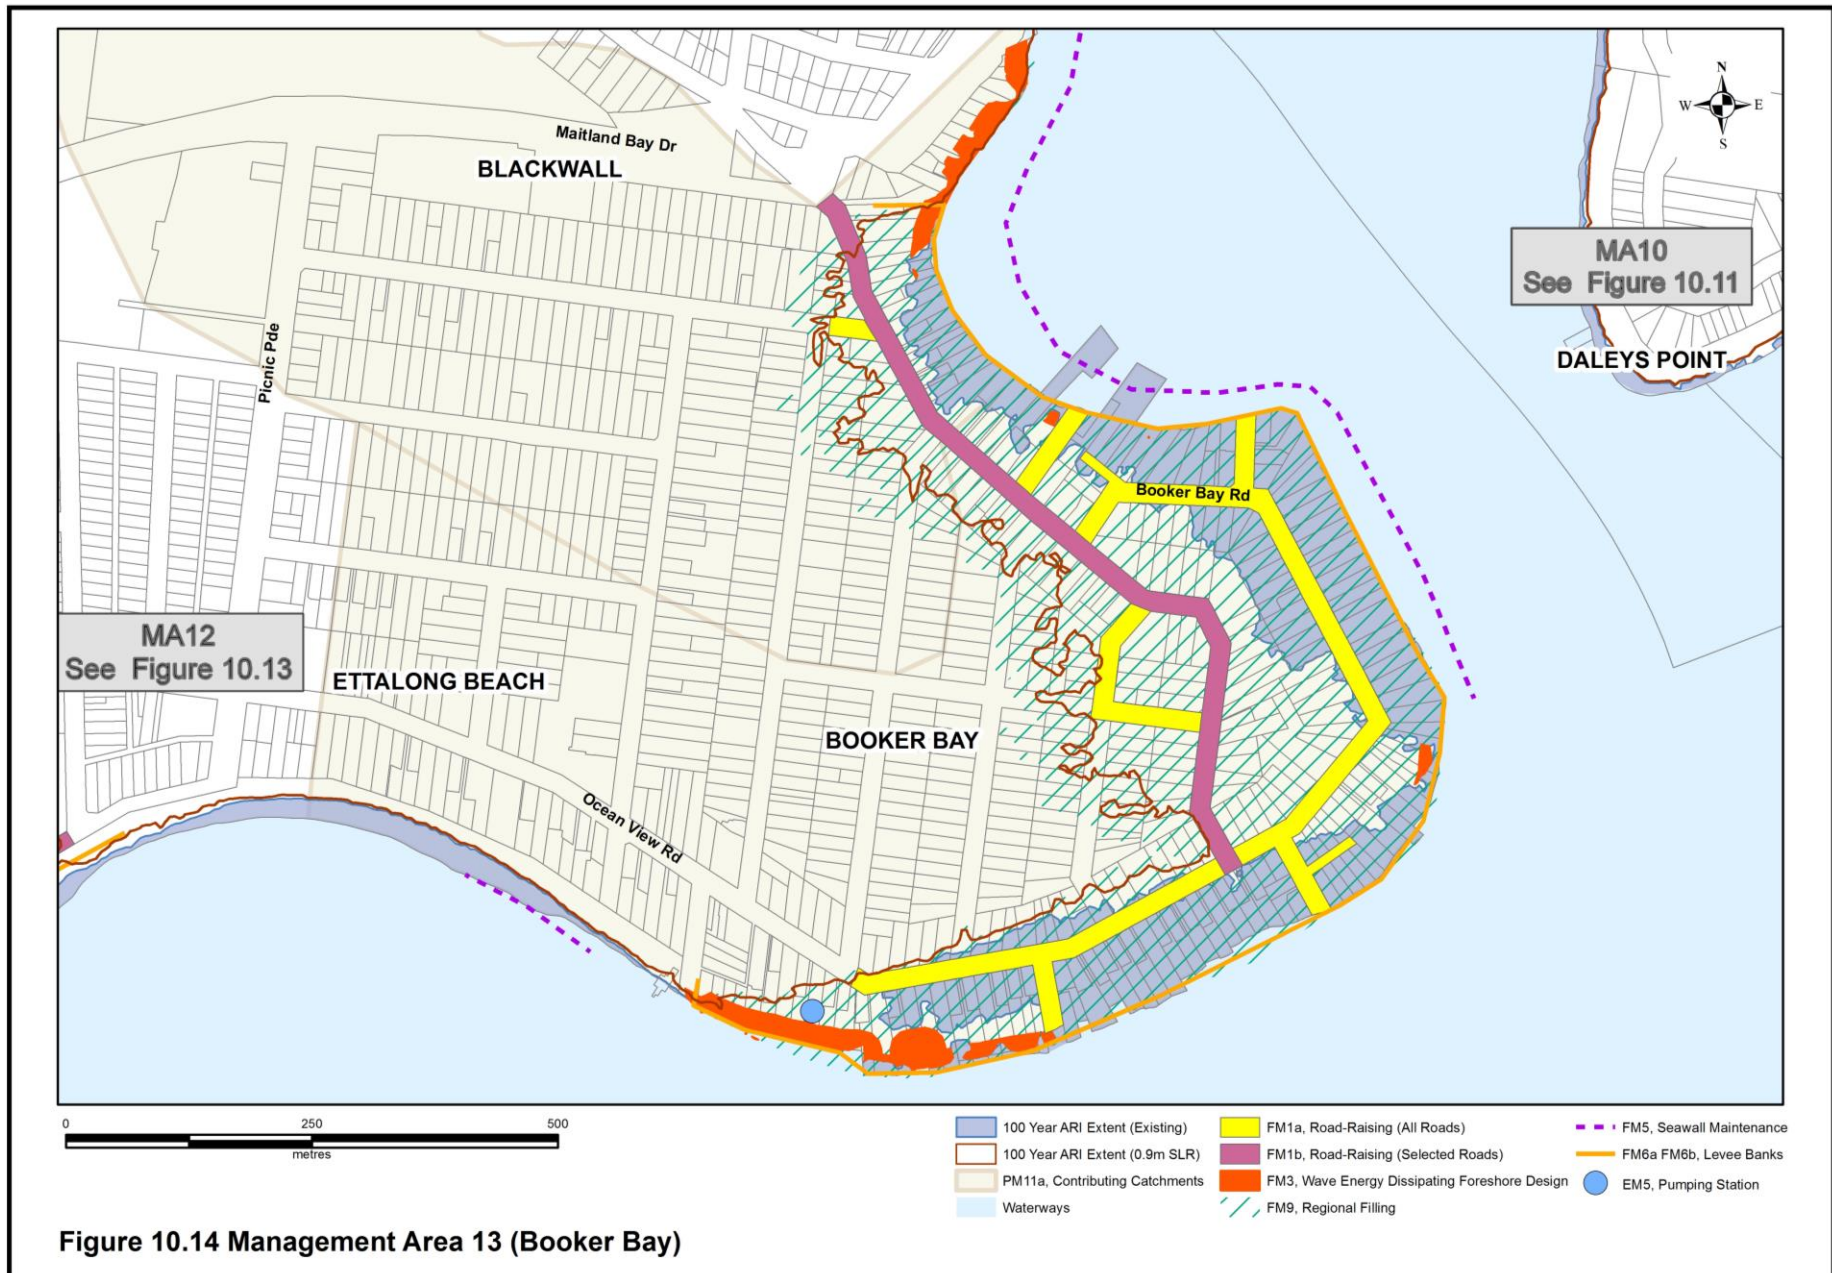 Maitland Bay Dr
BLACKWALL
N
W E
S
MA10
See Figure 10.11
DALEYS POINT
Picnic Pde
Booker Bay Rd
MA12
See Figure 10.13
ETTALONG BEACH
BOOKER BAY
Ocean View Rd
0 250 500
metres
100 Year ARI Extent (Existing)
100 Year ARI Extent (0.9m SLR)
PM11a, Contributing Catchments
Waterways
FM1a, Road-Raising (All Roads)
FM1b, Road-Raising (Selected Roads)
FM3, Wave Energy Dissipating Foreshore Design
FM9, Regional Filling
FM5, Seawall Maintenance
FM6a FM6b, Levee Banks
EM5, Pumping Station
Figure 10.14 Management Area 13 (Booker Bay)